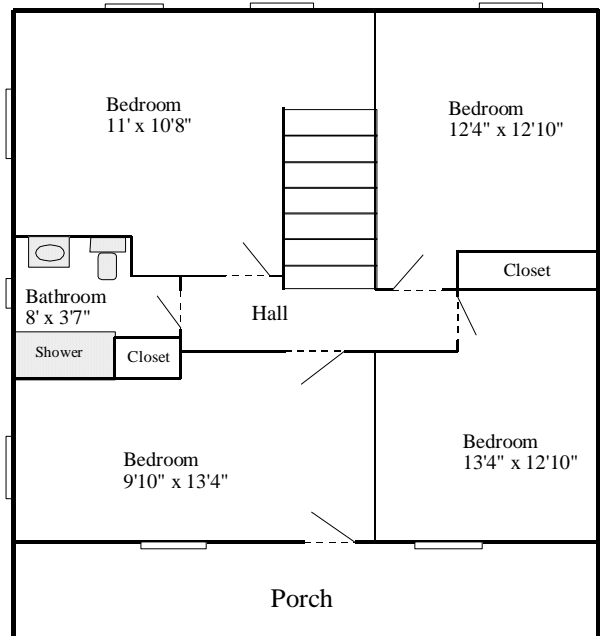 Bedroom
11' x 10'8"
Bedroom
12'4" x 12'10"
Closet
Bathroom
8' x 3'7"
Hall
Shower
Closet
Bedroom
9'10" x 13'4"
Bedroom
13'4" x 12'10"
Porch